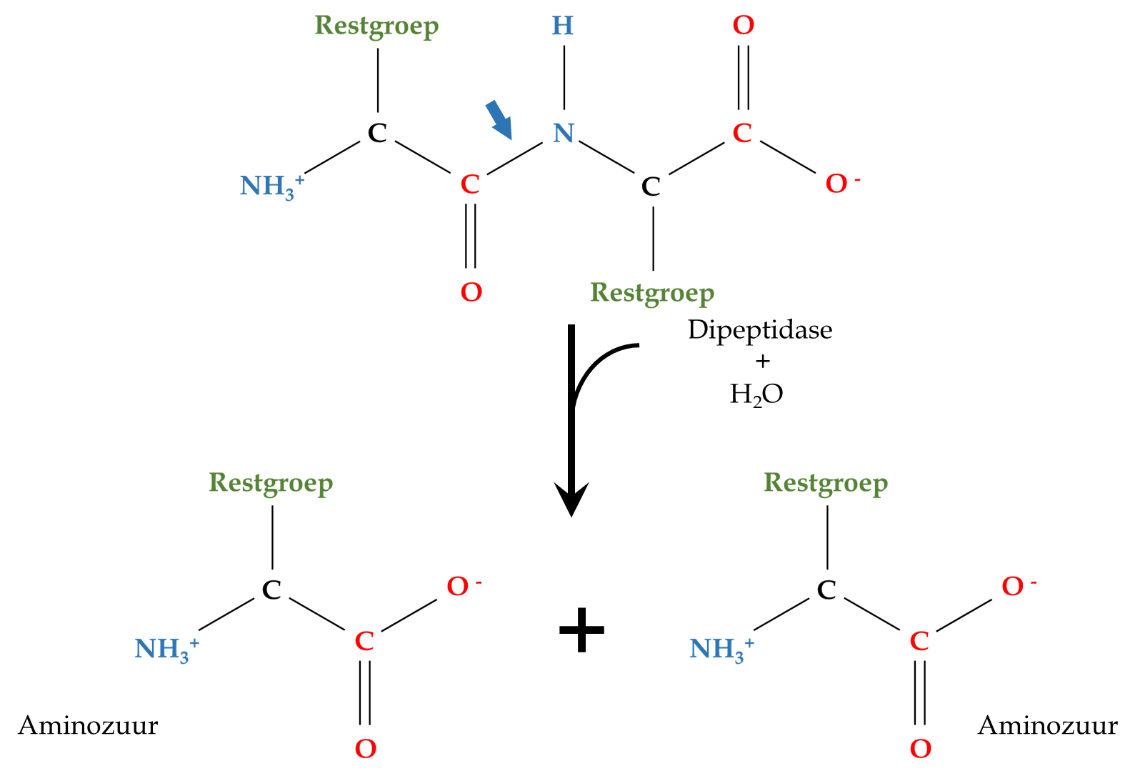 Restgroep
H
O
C
N
C
NH₃⁺
C
C
O⁻
O
Restgroep
Dipeptidase
+
H₂O
Restgroep
Restgroep
C
O⁻
C
O⁻
NH₃⁺
C
+
NH₃⁺
C
Aminozuur
O
O
Aminozuur